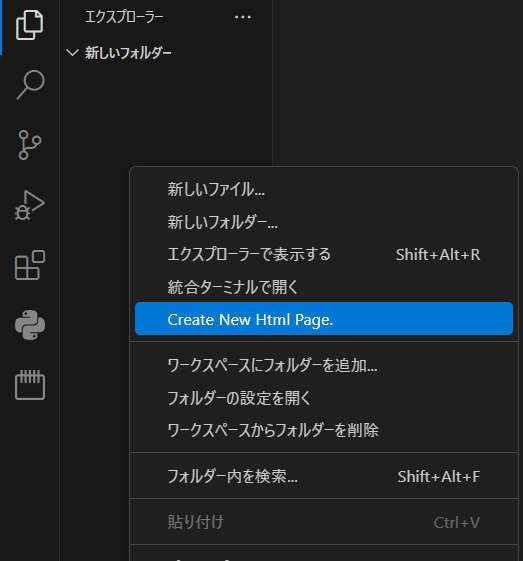 エクスプローラー ...
新しいフォルダー
新しいファイル...
新しいフォルダー...
エクスプローラーで表示する Shift+Alt+R
統合ターミナルで開く
Create New Html Page.
ワークスペースにフォルダーを追加...
フォルダーの設定を開く
ワークスペースからフォルダーを削除
フォルダー内を検索... Shift+Alt+F
貼り付け Ctrl+V